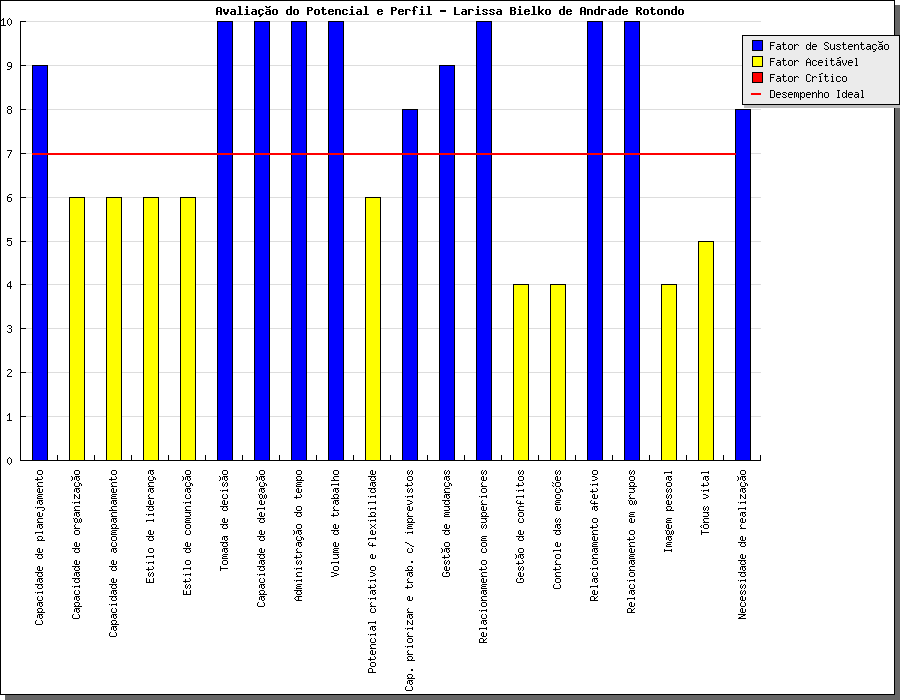 Avaliação do Potencial e Perfil - Larissa Bielko de Andrade Rotondo
Fator de Sustentação
Fator Aceitável
Fator Crítico
Desempenho Ideal
10
9
8
7
6
5
4
3
2
1
0
Capacidade de planejamento
Capacidade de organização
Capacidade de acompanhamento
Estilo de liderança
Estilo de comunicação
Tomada de decisão
Capacidade de delegação
Administração do tempo
Volume de trabalho
Potencial criativo e flexibilidade
Cap. priorizar e trab. c/ imprevistos
Gestão de mudanças
Relacionamento com superiores
Gestão de conflitos
Controle das emoções
Relacionamento afetivo
Relacionamento em grupos
Imagem pessoal
Tônus vital
Necessidade de realização